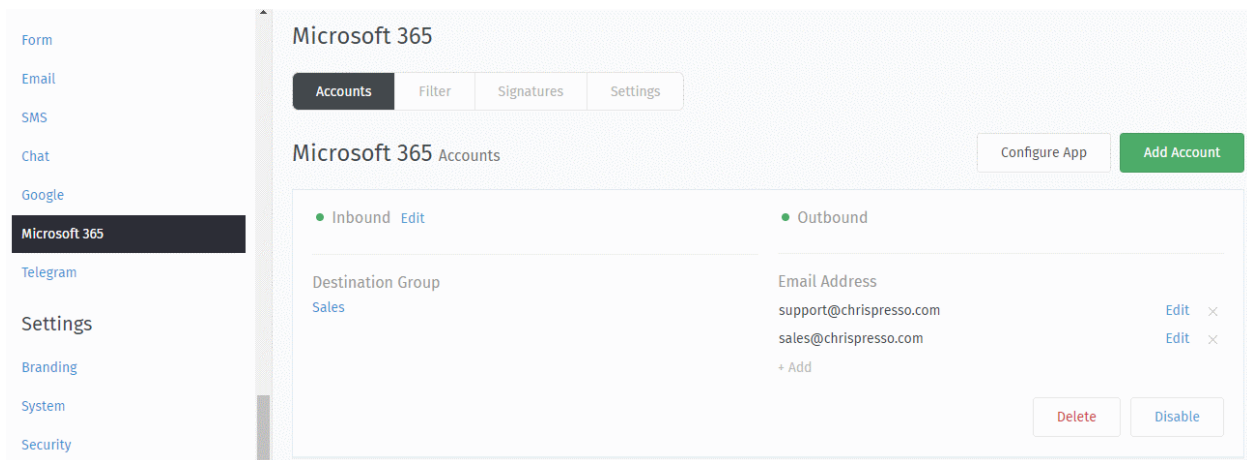 Form
Email
SMS
Chat
Google
Microsoft 365
Telegram
Settings
Branding
System
Security
Microsoft 365
Accounts Filter Signatures Settings
Microsoft 365 Accounts
Configure App Add Account
Inbound Edit
Destination Group
Sales
Outbound
Email Address
support@chrispresso.com Edit ×
sales@chrispresso.com Edit ×
+ Add
Delete Disable